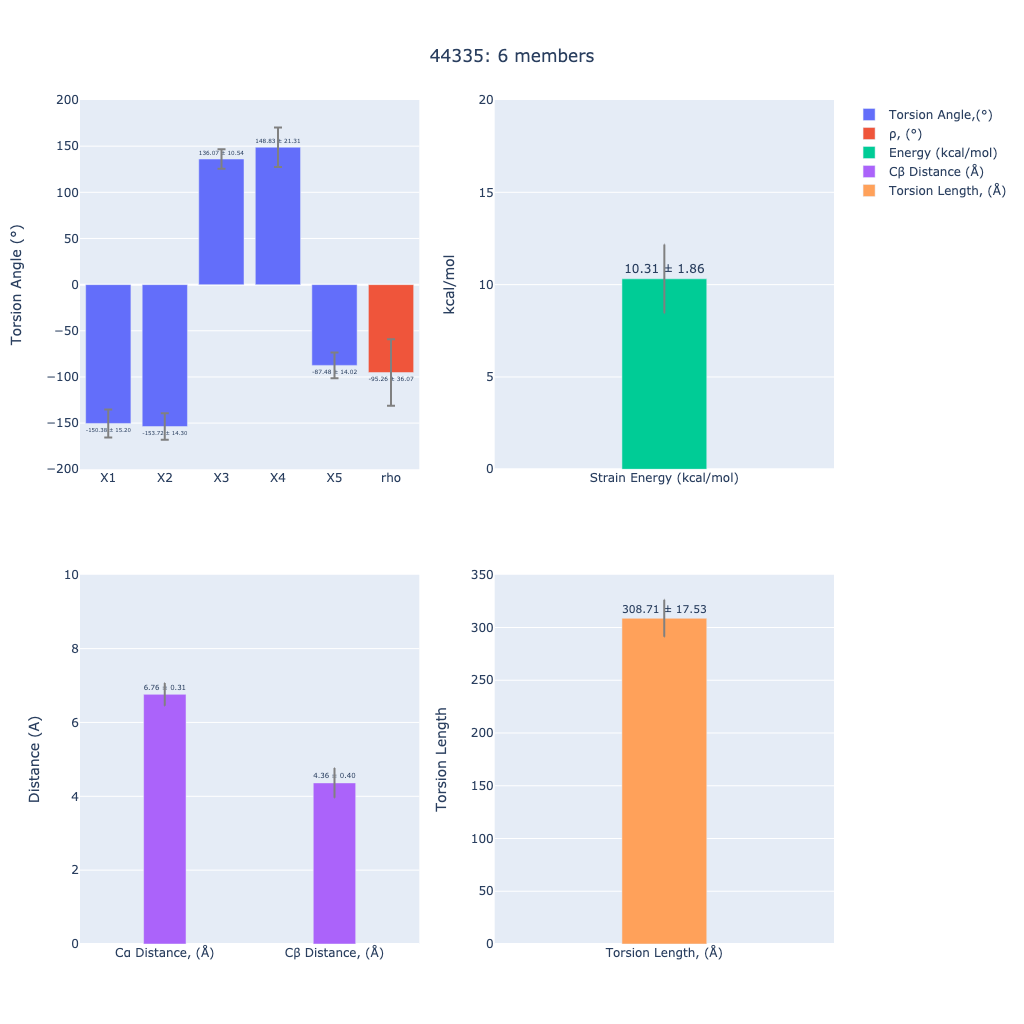 44335: 6 members
Torsion Angle (°)
200
150
100
50
0
−50
−100
−150
−200
136.07 ± 10.54
148.83 ± 21.31
-150.36 ± 15.20
-153.72 ± 14.30
-87.48 ± 14.02
-95.26 ± 36.07
X1 X2 X3 X4 X5 rho
kcal/mol
20
15
10
5
0
10.31 ± 1.86
Strain Energy (kcal/mol)
Torsion Angle,(°)
ρ, (°)
Energy (kcal/mol)
Cβ Distance (Å)
Torsion Length, (Å)
Distance (A)
10
8
6
4
2
0
6.76 ± 0.31
4.36 ± 0.40
Cα Distance, (Å) Cβ Distance, (Å)
Torsion Length
350
300
250
200
150
100
50
0
308.71 ± 17.53
Torsion Length, (Å)